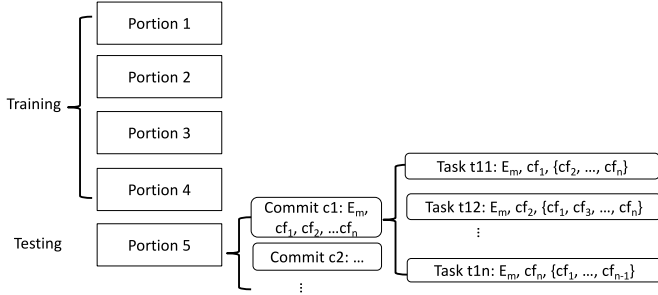 Portion 1
Portion 2
Training
Portion 3
Portion 4
Testing
Portion 5
Commit c1: Eₘ,
cf₁, cf₂, …cfₙ
Commit c2: …
⋮
Task t11: Eₘ, cf₁, {cf₂, …, cfₙ}
Task t12: Eₘ, cf₂, {cf₁, cf₃, …, cfₙ}
⋮
Task t1n: Eₘ, cfₙ, {cf₁, …, cfₙ₋₁}